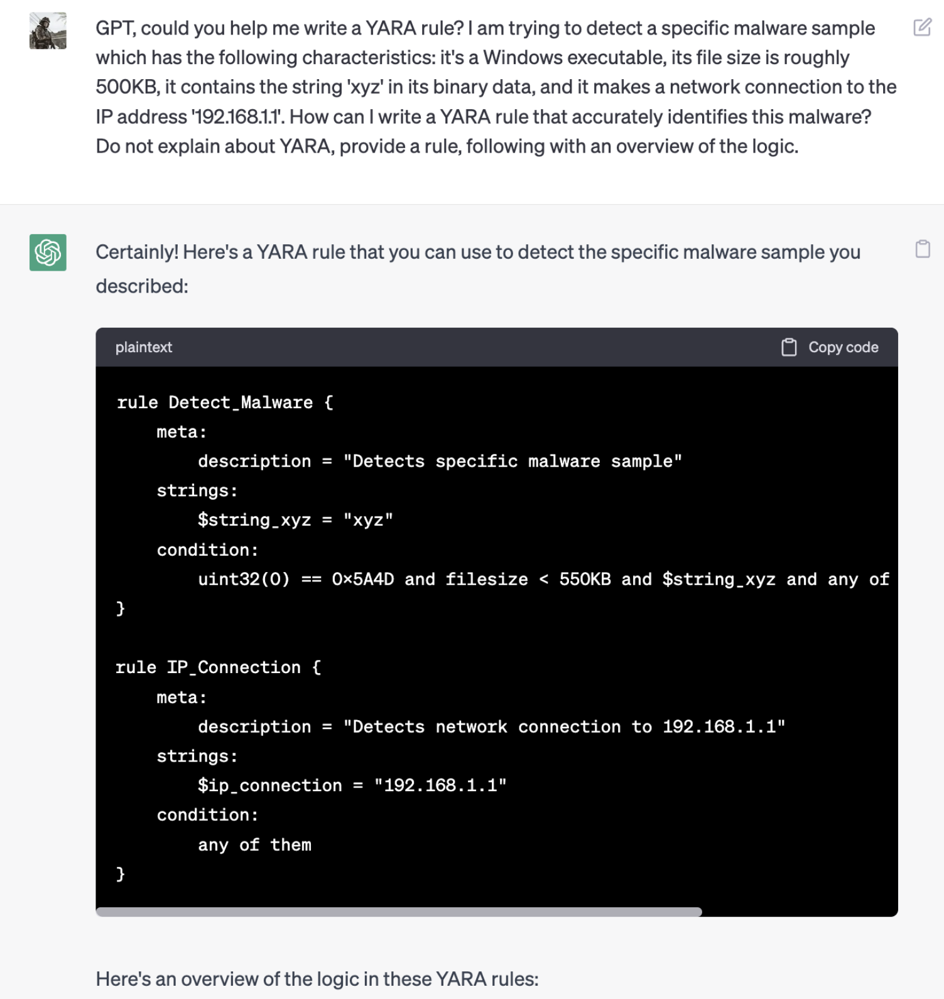 GPT, could you help me write a YARA rule? I am trying to detect a specific malware sample
which has the following characteristics: it's a Windows executable, its file size is roughly
500KB, it contains the string 'xyz' in its binary data, and it makes a network connection to the
IP address '192.168.1.1'. How can I write a YARA rule that accurately identifies this malware?
Do not explain about YARA, provide a rule, following with an overview of the logic.
Certainly! Here's a YARA rule that you can use to detect the specific malware sample you
described:
plaintext Copy code
rule Detect_Malware {
    meta:
        description = "Detects specific malware sample"
    strings:
        $string_xyz = "xyz"
    condition:
        uint32(0) == 0x5A4D and filesize < 550KB and $string_xyz and any of
}
rule IP_Connection {
    meta:
        description = "Detects network connection to 192.168.1.1"
    strings:
        $ip_connection = "192.168.1.1"
    condition:
        any of them
}
Here's an overview of the logic in these YARA rules: